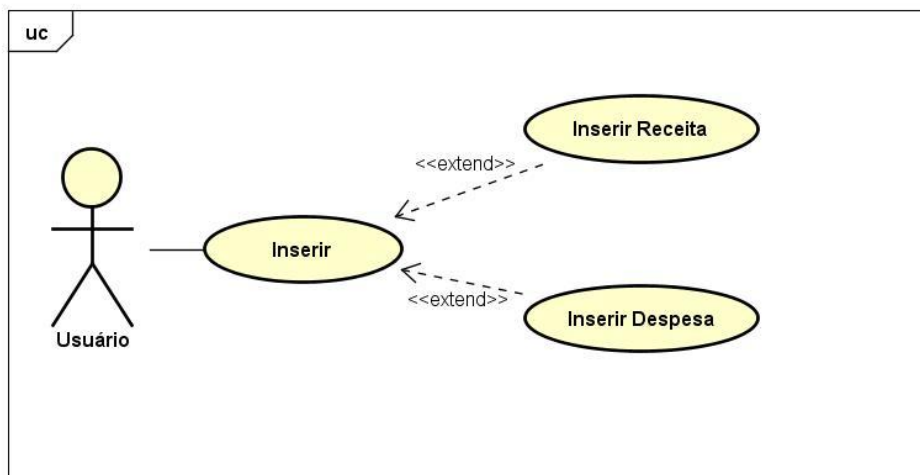 uc
Inserir Receita
<<extend>>
Inserir
<<extend>>
Inserir Despesa
Usuário